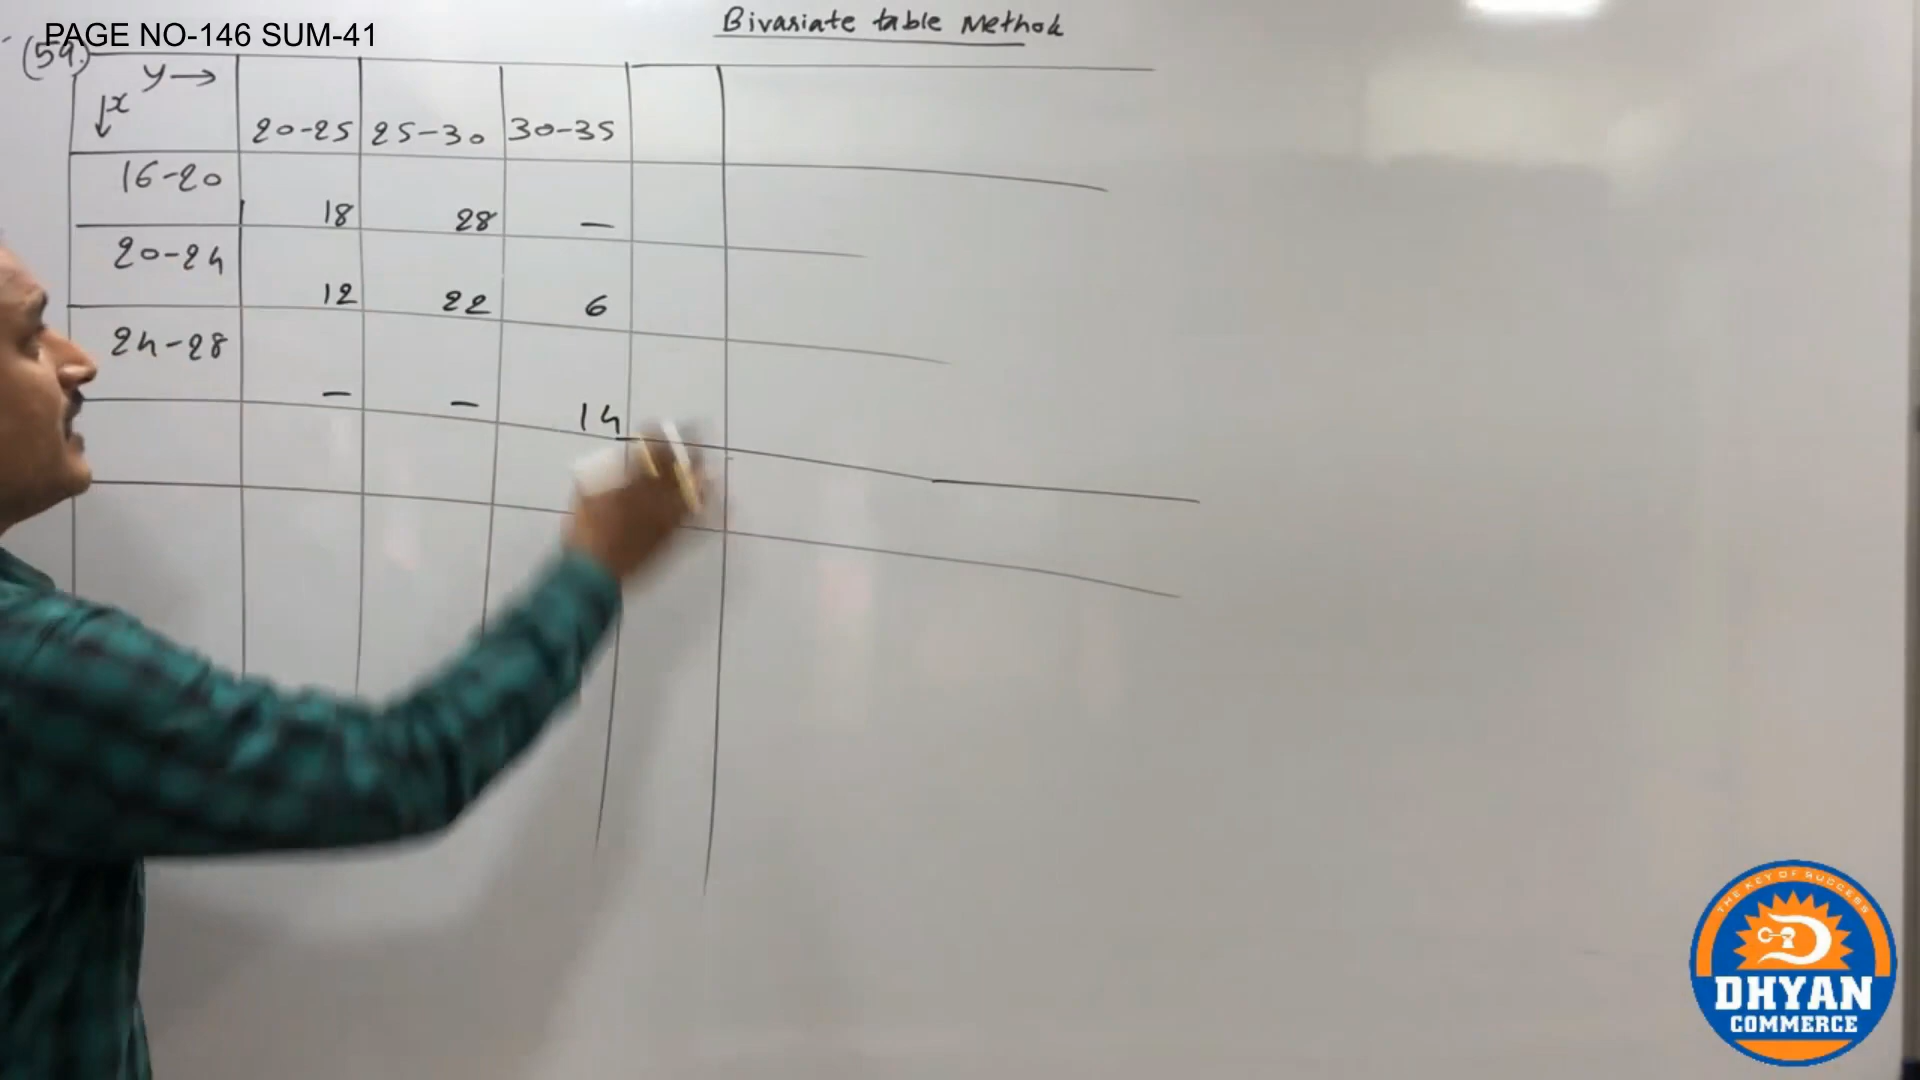 PAGE NO-146 SUM-41
Bivariate table Method
(59)
y→
↓x
20-25 25-30 30-35
16-20
18 28 —
20-24
12 22 6
24-28
— — 14
THE KEY OF SUCCESS
DHYAN
COMMERCE